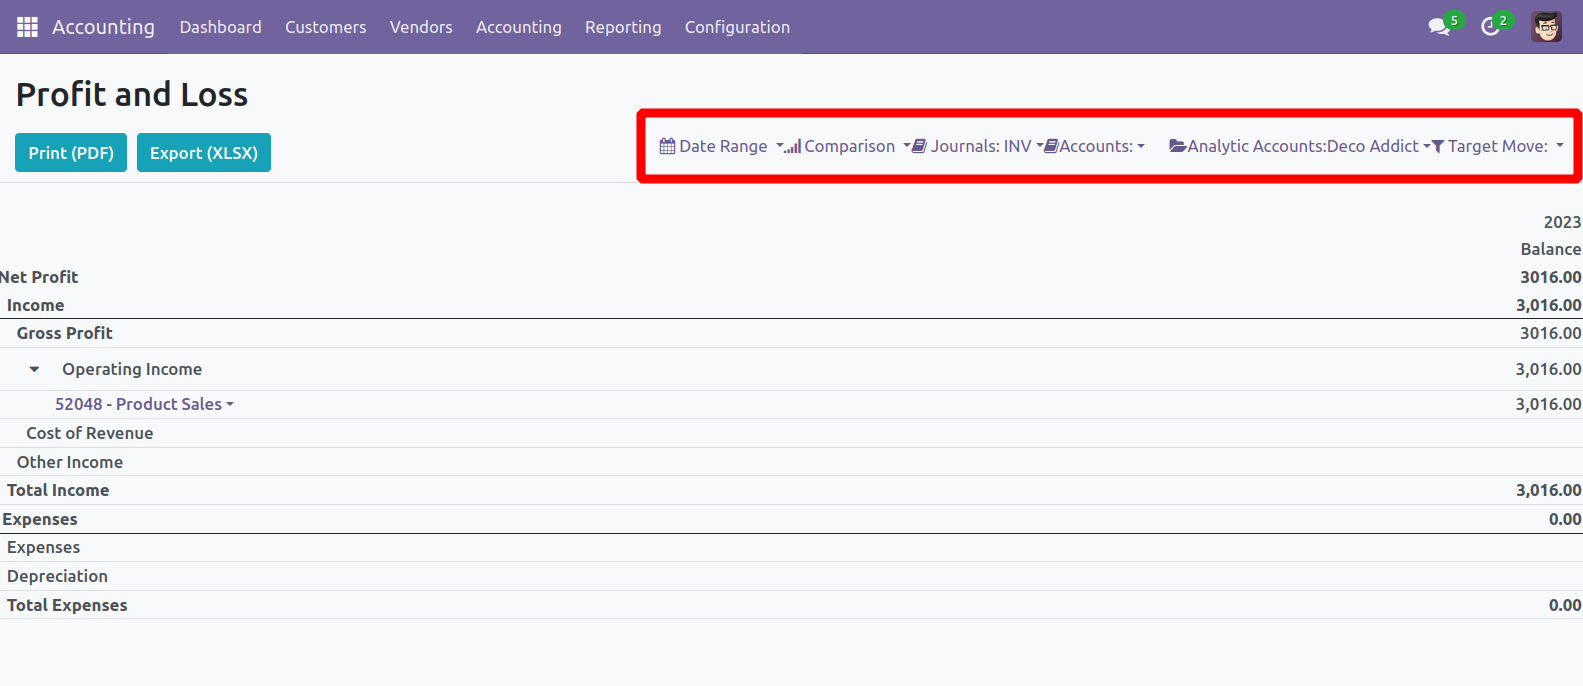 Accounting Dashboard Customers Vendors Accounting Reporting Configuration 5 2
Profit and Loss
Print (PDF) Export (XLSX) Date Range Comparison Journals: INV Accounts: Analytic Accounts:Deco Addict Target Move:
2023
Balance
Net Profit 3016.00
Income 3,016.00
Gross Profit 3016.00
Operating Income 3,016.00
52048 - Product Sales 3,016.00
Cost of Revenue
Other Income
Total Income 3,016.00
Expenses 0.00
Expenses
Depreciation
Total Expenses 0.00